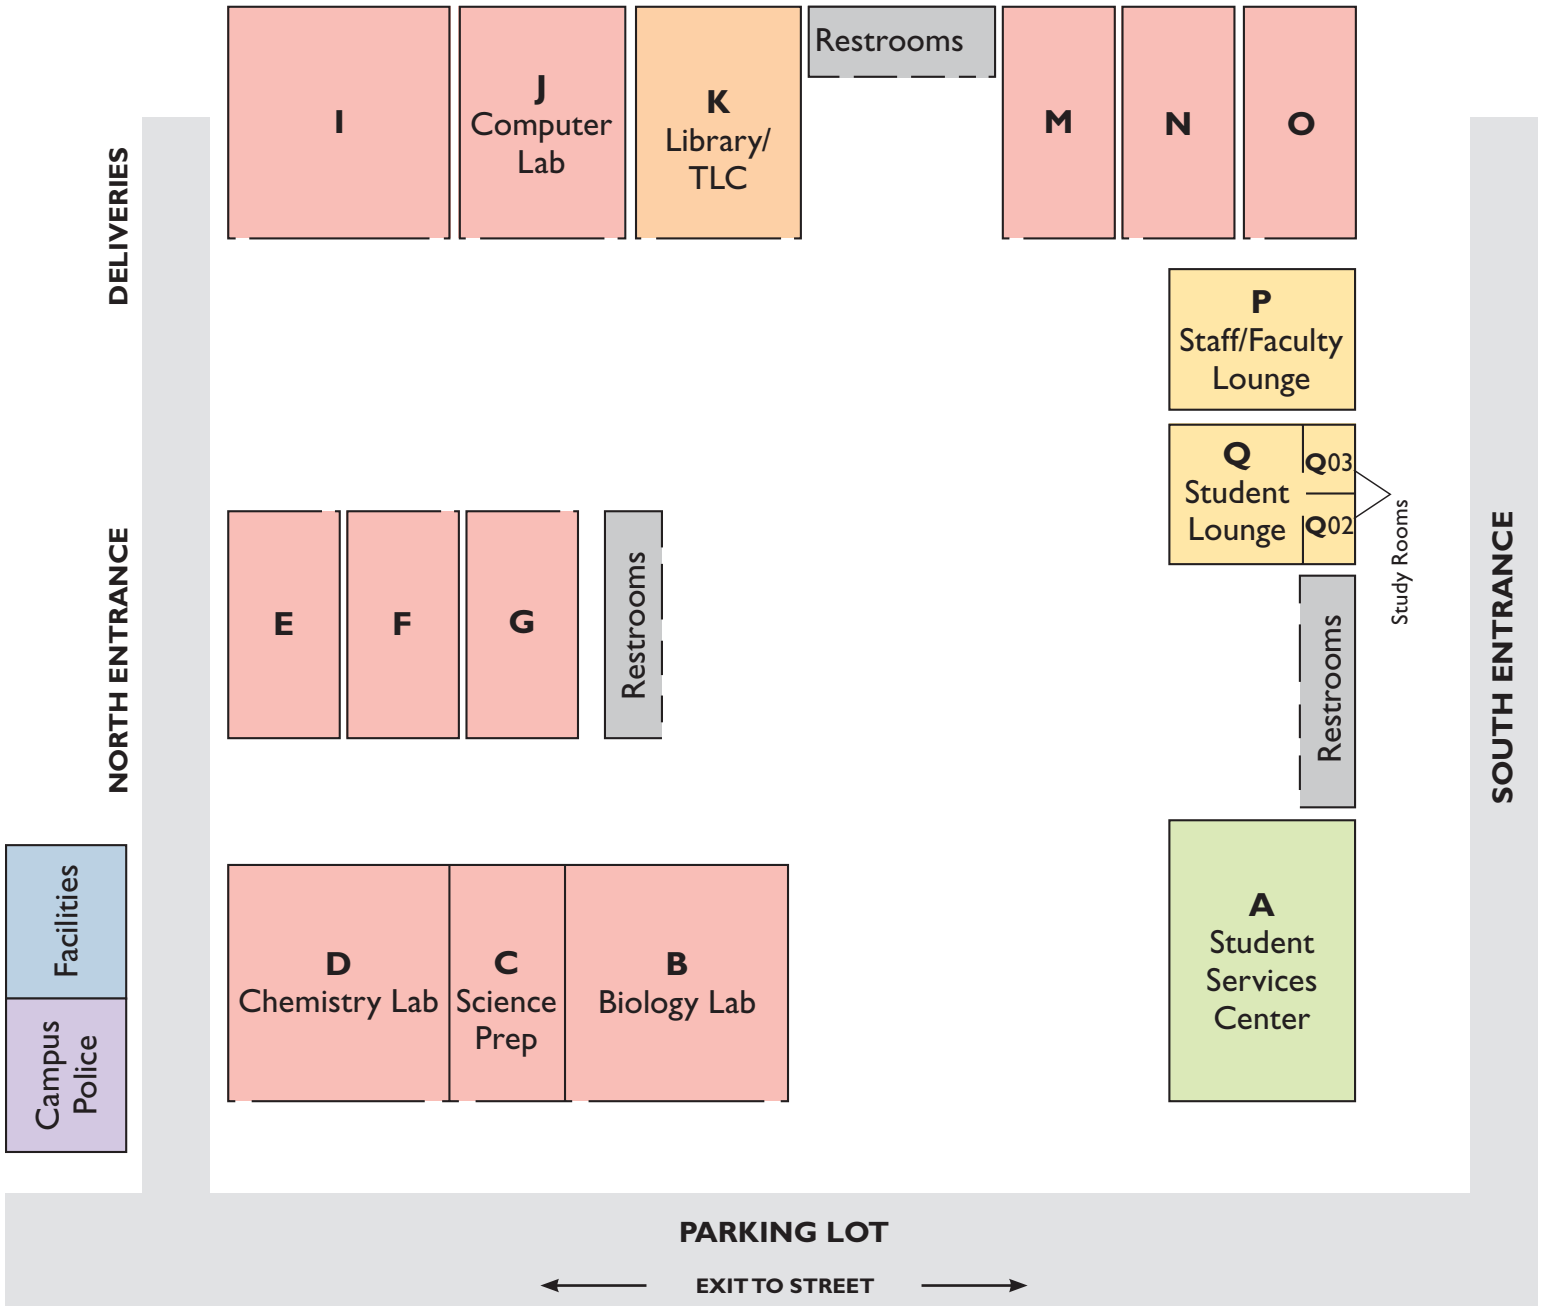 I
J
Computer
Lab
K
Library/
TLC
Restrooms
M
N
O
DELIVERIES
P
Staff/Faculty
Lounge
Q
Student
Lounge
Q03
Q02
Study Rooms
NORTH ENTRANCE
E
F
G
Restrooms
Restrooms
SOUTH ENTRANCE
Facilities
Campus
Police
D
Chemistry Lab
C
Science
Prep
B
Biology Lab
A
Student
Services
Center
PARKING LOT
EXIT TO STREET